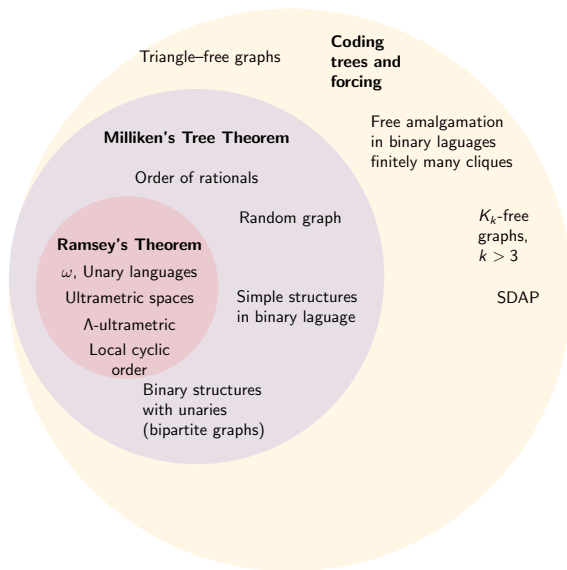 Triangle–free graphs
Coding
trees and
forcing
Free amalgamation
in binary laguages
finitely many cliques
Milliken's Tree Theorem
Order of rationals
Random graph
K_k-free
graphs,
k > 3
SDAP
Ramsey's Theorem
ω, Unary languages
Ultrametric spaces
Λ-ultrametric
Local cyclic
order
Simple structures
in binary laguage
Binary structures
with unaries
(bipartite graphs)